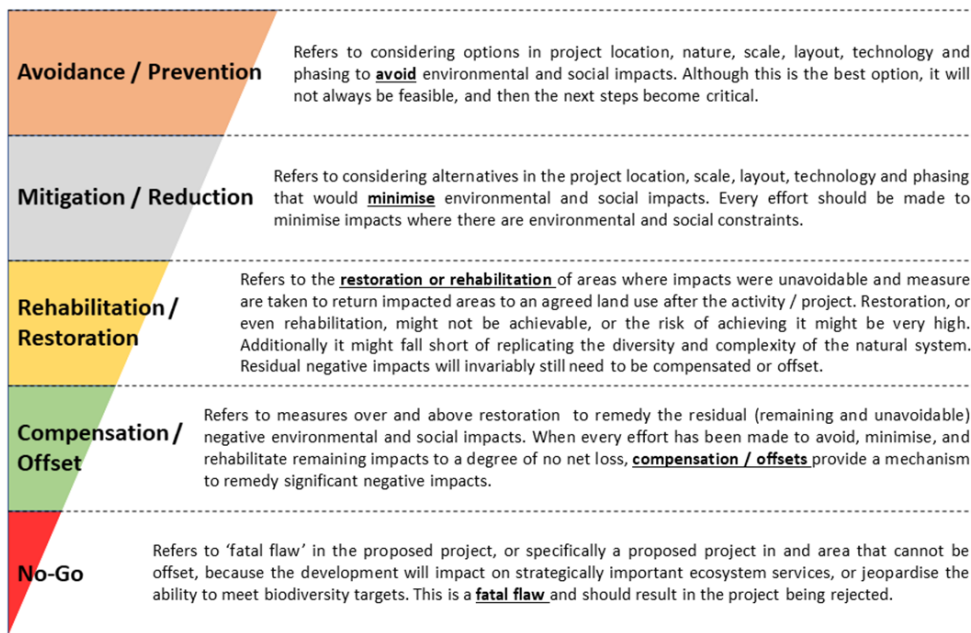 Avoidance / Prevention
Refers to considering options in project location, nature, scale, layout, technology and
phasing to avoid environmental and social impacts. Although this is the best option, it will
not always be feasible, and then the next steps become critical.
Mitigation / Reduction
Refers to considering alternatives in the project location, scale, layout, technology and phasing
that would minimise environmental and social impacts. Every effort should be made to
minimise impacts where there are environmental and social constraints.
Rehabilitation /
Restoration
Refers to the restoration or rehabilitation of areas where impacts were unavoidable and measure
are taken to return impacted areas to an agreed land use after the activity / project. Restoration, or
even rehabilitation, might not be achievable, or the risk of achieving it might be very high.
Additionally it might fall short of replicating the diversity and complexity of the natural system.
Residual negative impacts will invariably still need to be compensated or offset.
Compensation /
Offset
Refers to measures over and above restoration to remedy the residual (remaining and unavoidable)
negative environmental and social impacts. When every effort has been made to avoid, minimise, and
rehabilitate remaining impacts to a degree of no net loss, compensation / offsets provide a mechanism
to remedy significant negative impacts.
No-Go
Refers to ‘fatal flaw’ in the proposed project, or specifically a proposed project in and area that cannot be
offset, because the development will impact on strategically important ecosystem services, or jeopardise the
ability to meet biodiversity targets. This is a fatal flaw and should result in the project being rejected.